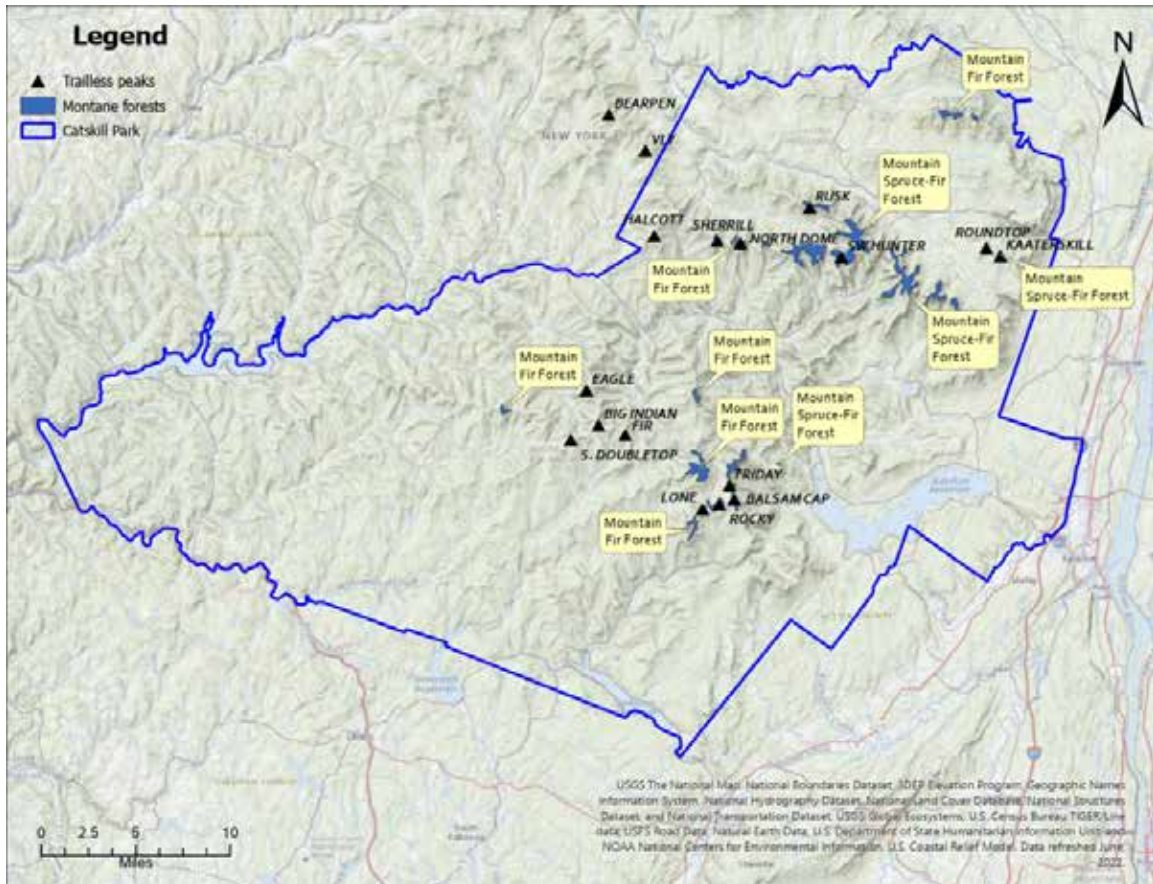 Legend
Trailless peaks
Montane forests
Catskill Park
N
Mountain
Fir Forest
BEARPEN
NEW YORK
VLY
Mountain
Spruce-Fir
Forest
RUSK
HALCOTT
SHERRILL
NORTH DOME
SW HUNTER
ROUNDTOP
KAATERSKILL
Mountain
Fir Forest
Mountain
Spruce-Fir
Forest
Mountain
Spruce-Fir
Forest
Mountain
Fir Forest
Mountain
Fir Forest
EAGLE
BIG INDIAN
FIR
S. DOUBLETOP
Mountain
Fir Forest
Mountain
Spruce-Fir
Forest
FRIDAY
LONE
BALSAM CAP
ROCKY
Mountain
Fir Forest
0 2.5 5 10
Miles
USGS The National Map: National Boundaries Dataset, 3DEP Elevation Program, Geographic Names
Information System, National Hydrography Dataset, National Land Cover Database, National Structures
Dataset, and National Transportation Dataset; USGS Global Ecosystems; U.S. Census Bureau TIGER/Line
data; USFS Road Data; Natural Earth Data; U.S. Department of State Humanitarian Information Unit; and
NOAA National Centers for Environmental Information, U.S. Coastal Relief Model. Data refreshed June,
2022.